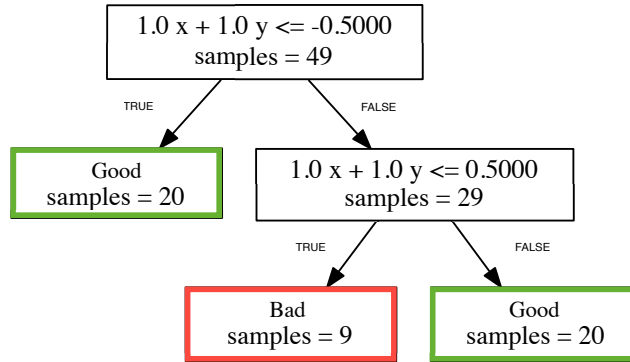 1.0 x + 1.0 y <= -0.5000
samples = 49
TRUE
FALSE
Good
samples = 20
1.0 x + 1.0 y <= 0.5000
samples = 29
TRUE
FALSE
Bad
samples = 9
Good
samples = 20